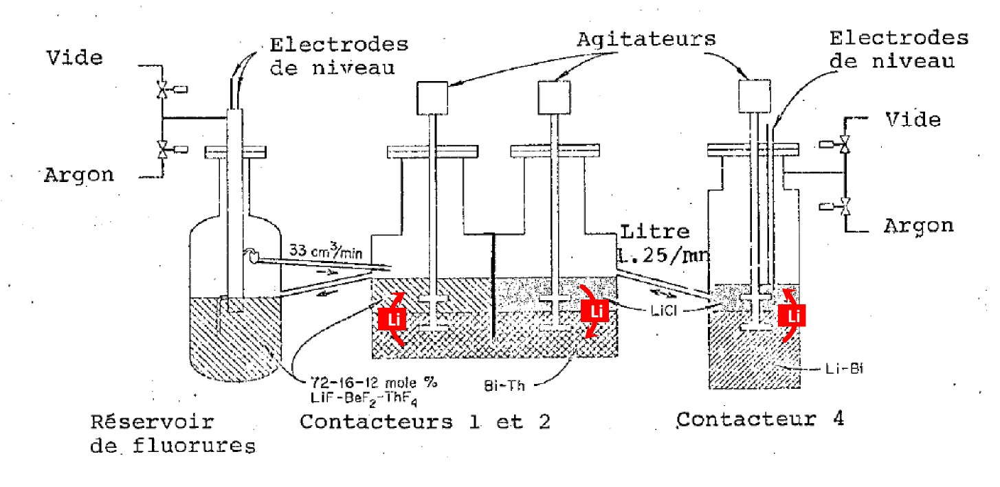 Electrodes
de niveau
Vide
Argon
Agitateurs
Electrodes
de niveau
Vide
Argon
33 cm³/min
Litre
1.25/mn
Li
Li
Li
LiCl
Li-Bi
72-16-12 mole %
LiF-BeF₂-ThF₄
Bi-Th
Réservoir
de fluorures
Contacteurs 1 et 2
Contacteur 4